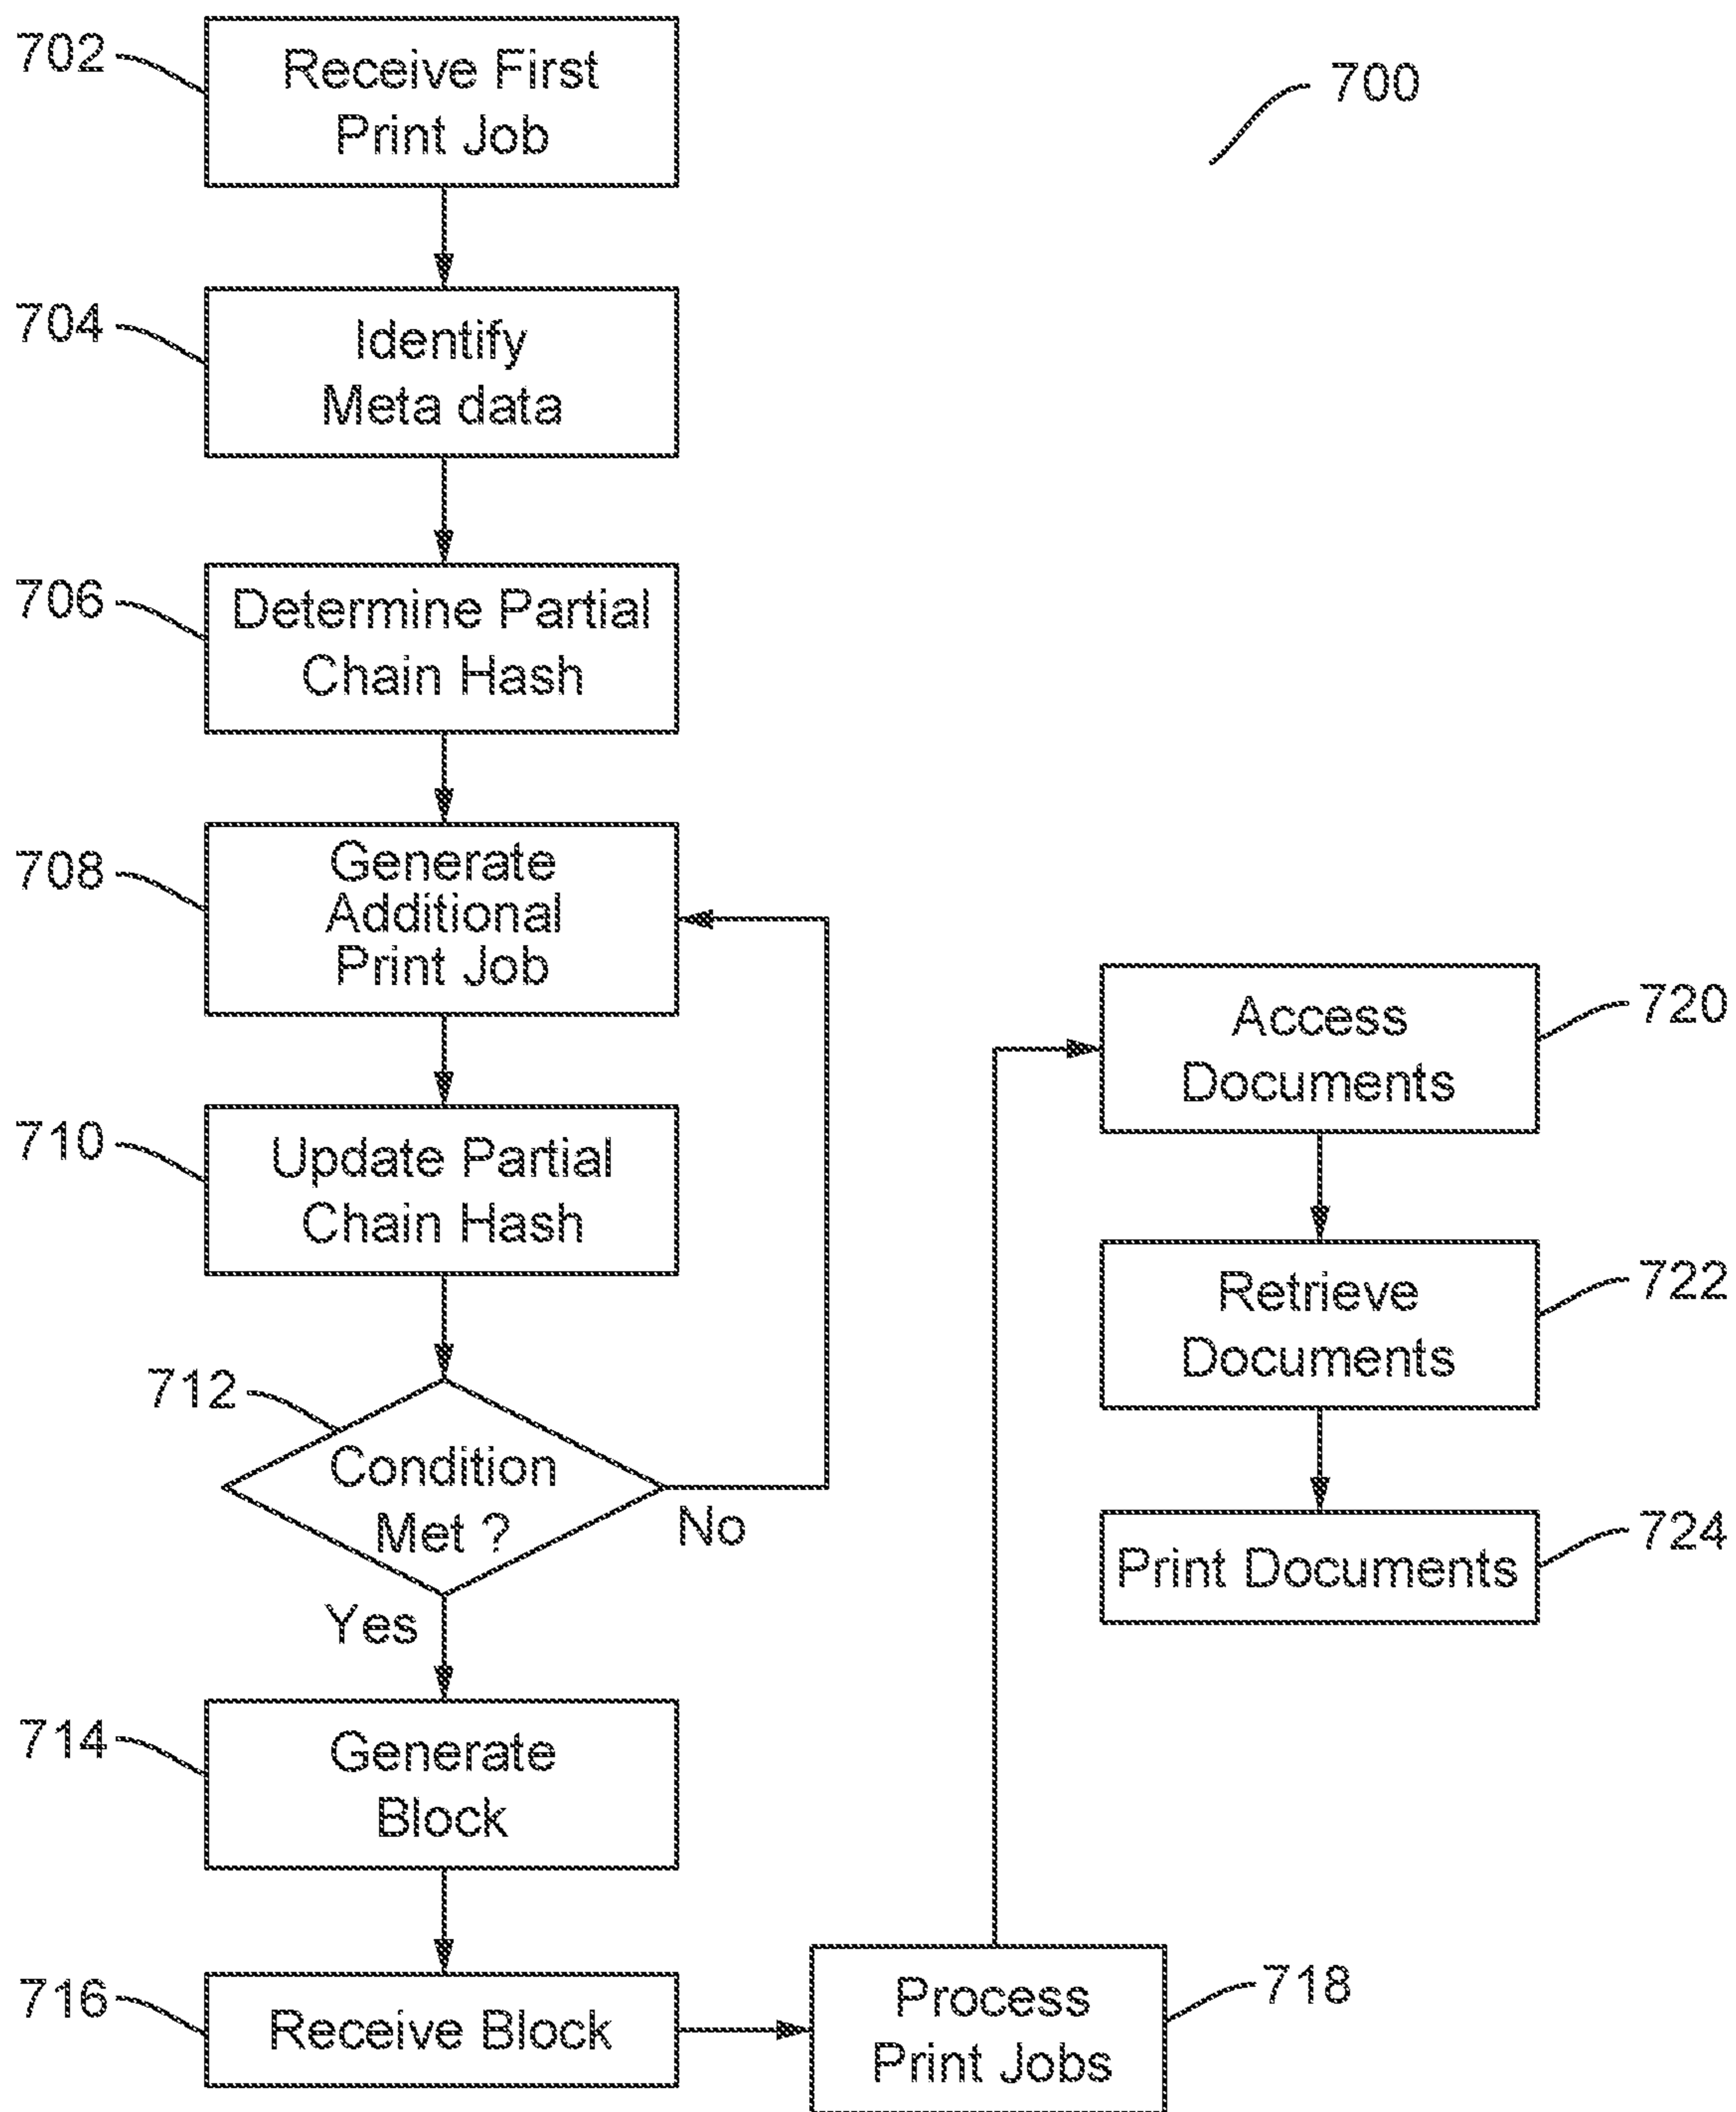 702
Receive First
Print Job
700
704
Identify
Meta data
706
Determine Partial
Chain Hash
708
Generate
Additional
Print Job
710
Update Partial
Chain Hash
712
Condition
Met ?
No
Yes
714
Generate
Block
716
Receive Block
Process
Print Jobs
718
Access
Documents
720
Retrieve
Documents
722
Print Documents
724